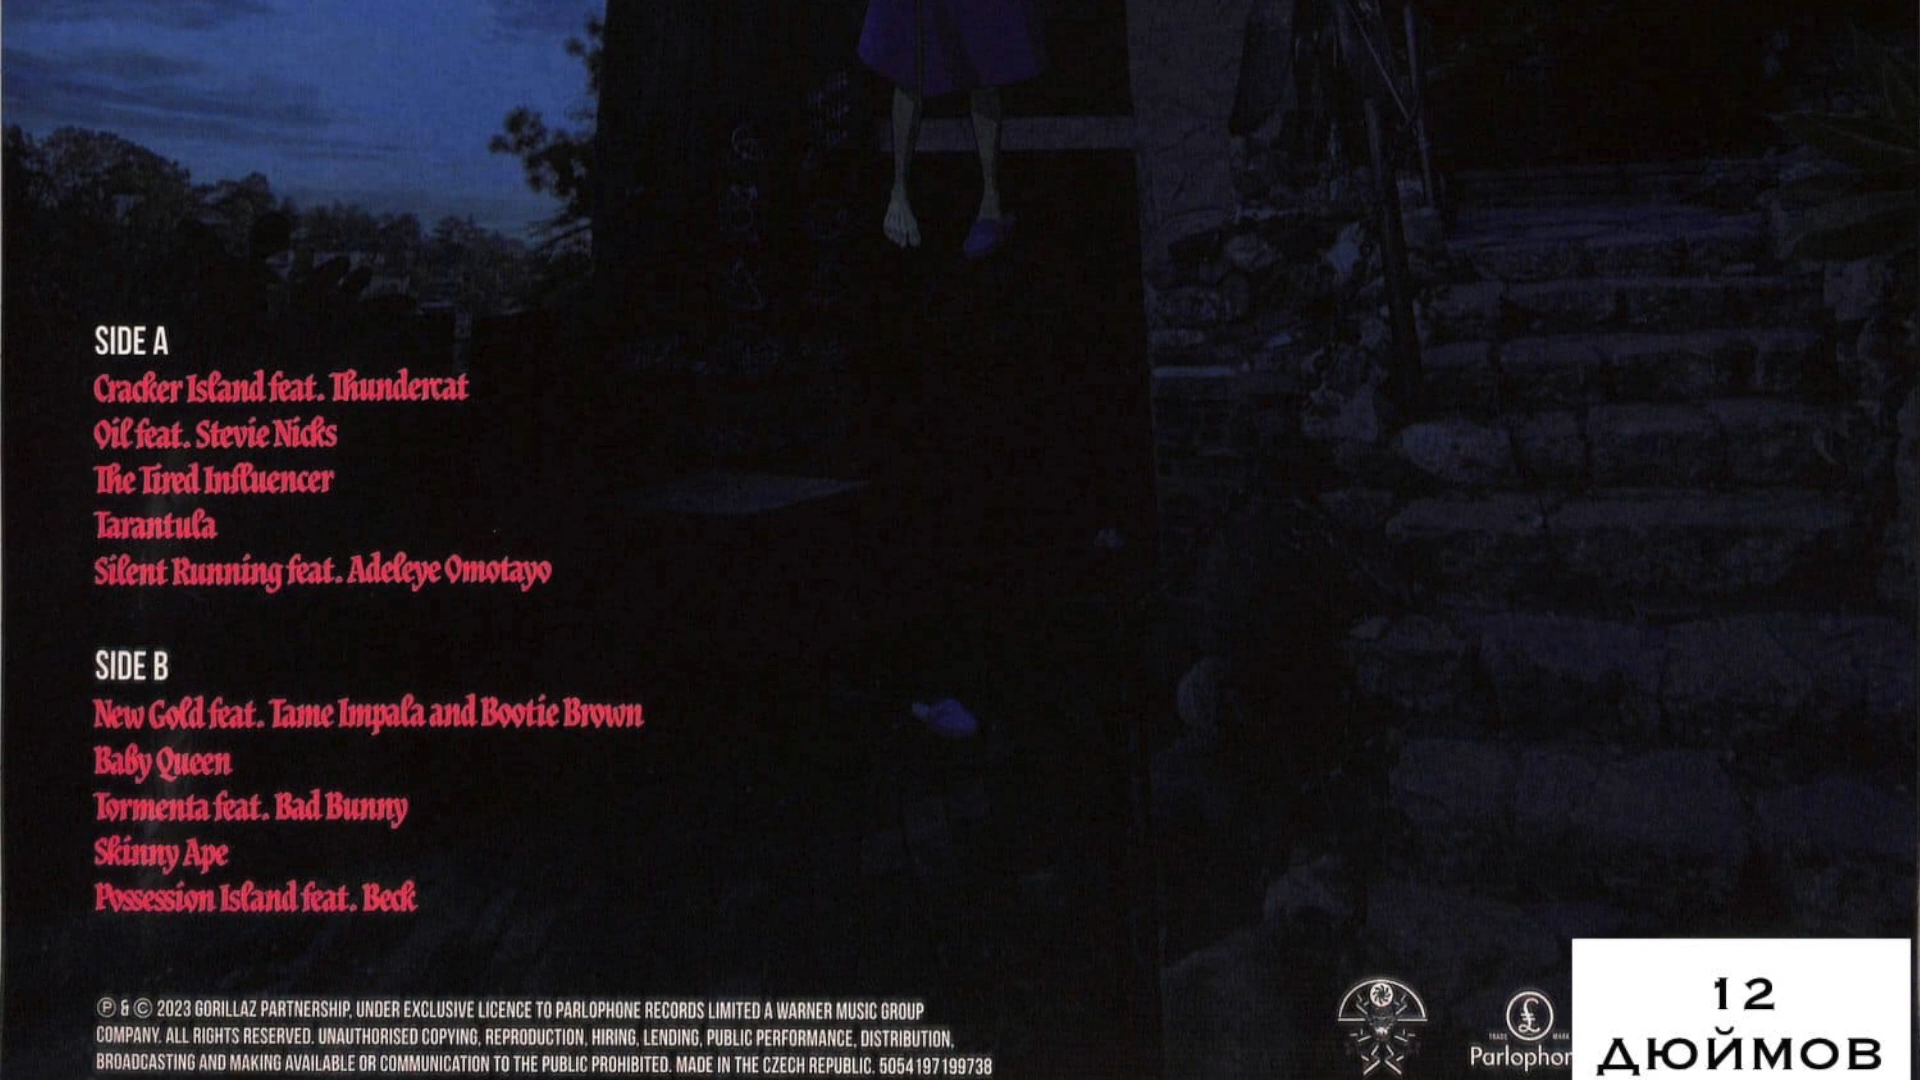 SIDE A
Cracker Island feat. Thundercat
Oil feat. Stevie Nicks
The Tired Influencer
Tarantula
Silent Running feat. Adeleye Omotayo
SIDE B
New Gold feat. Tame Impala and Bootie Brown
Baby Queen
Tormenta feat. Bad Bunny
Skinny Ape
Possession Island feat. Beck
℗ & © 2023 GORILLAZ PARTNERSHIP, UNDER EXCLUSIVE LICENCE TO PARLOPHONE RECORDS LIMITED A WARNER MUSIC GROUP
COMPANY. ALL RIGHTS RESERVED. UNAUTHORISED COPYING, REPRODUCTION, HIRING, LENDING, PUBLIC PERFORMANCE, DISTRIBUTION,
BROADCASTING AND MAKING AVAILABLE OR COMMUNICATION TO THE PUBLIC PROHIBITED. MADE IN THE CZECH REPUBLIC. 5054197199738
£
TRADE MARK
Parlophon
12
ДЮЙМОВ